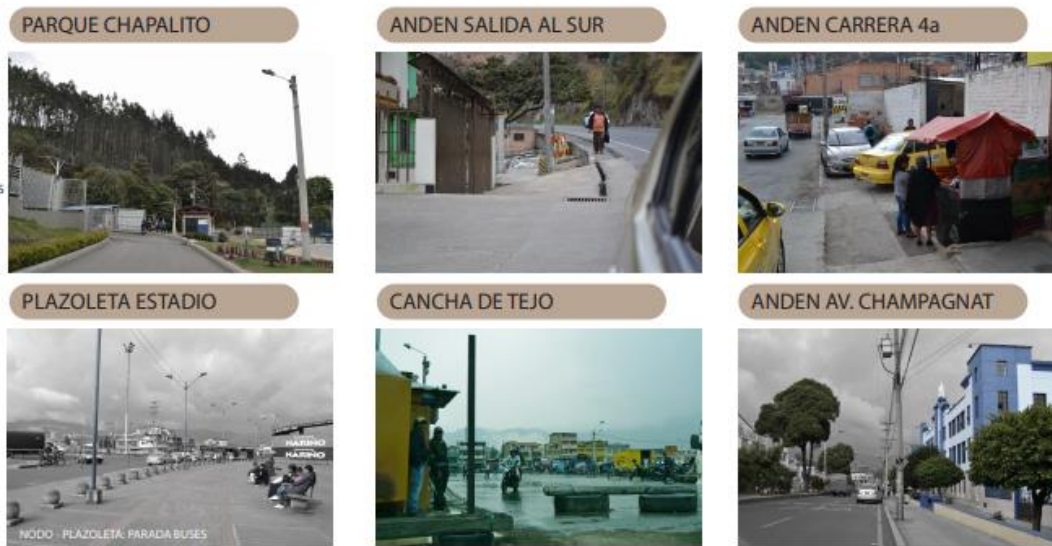 PARQUE CHAPALITO
ANDEN SALIDA AL SUR
ANDEN CARRERA 4a
PLAZOLETA ESTADIO
CANCHA DE TEJO
ANDEN AV. CHAMPAGNAT
NARIÑO
NARIÑO
NODO - PLAZOLETA: PARADA BUSES